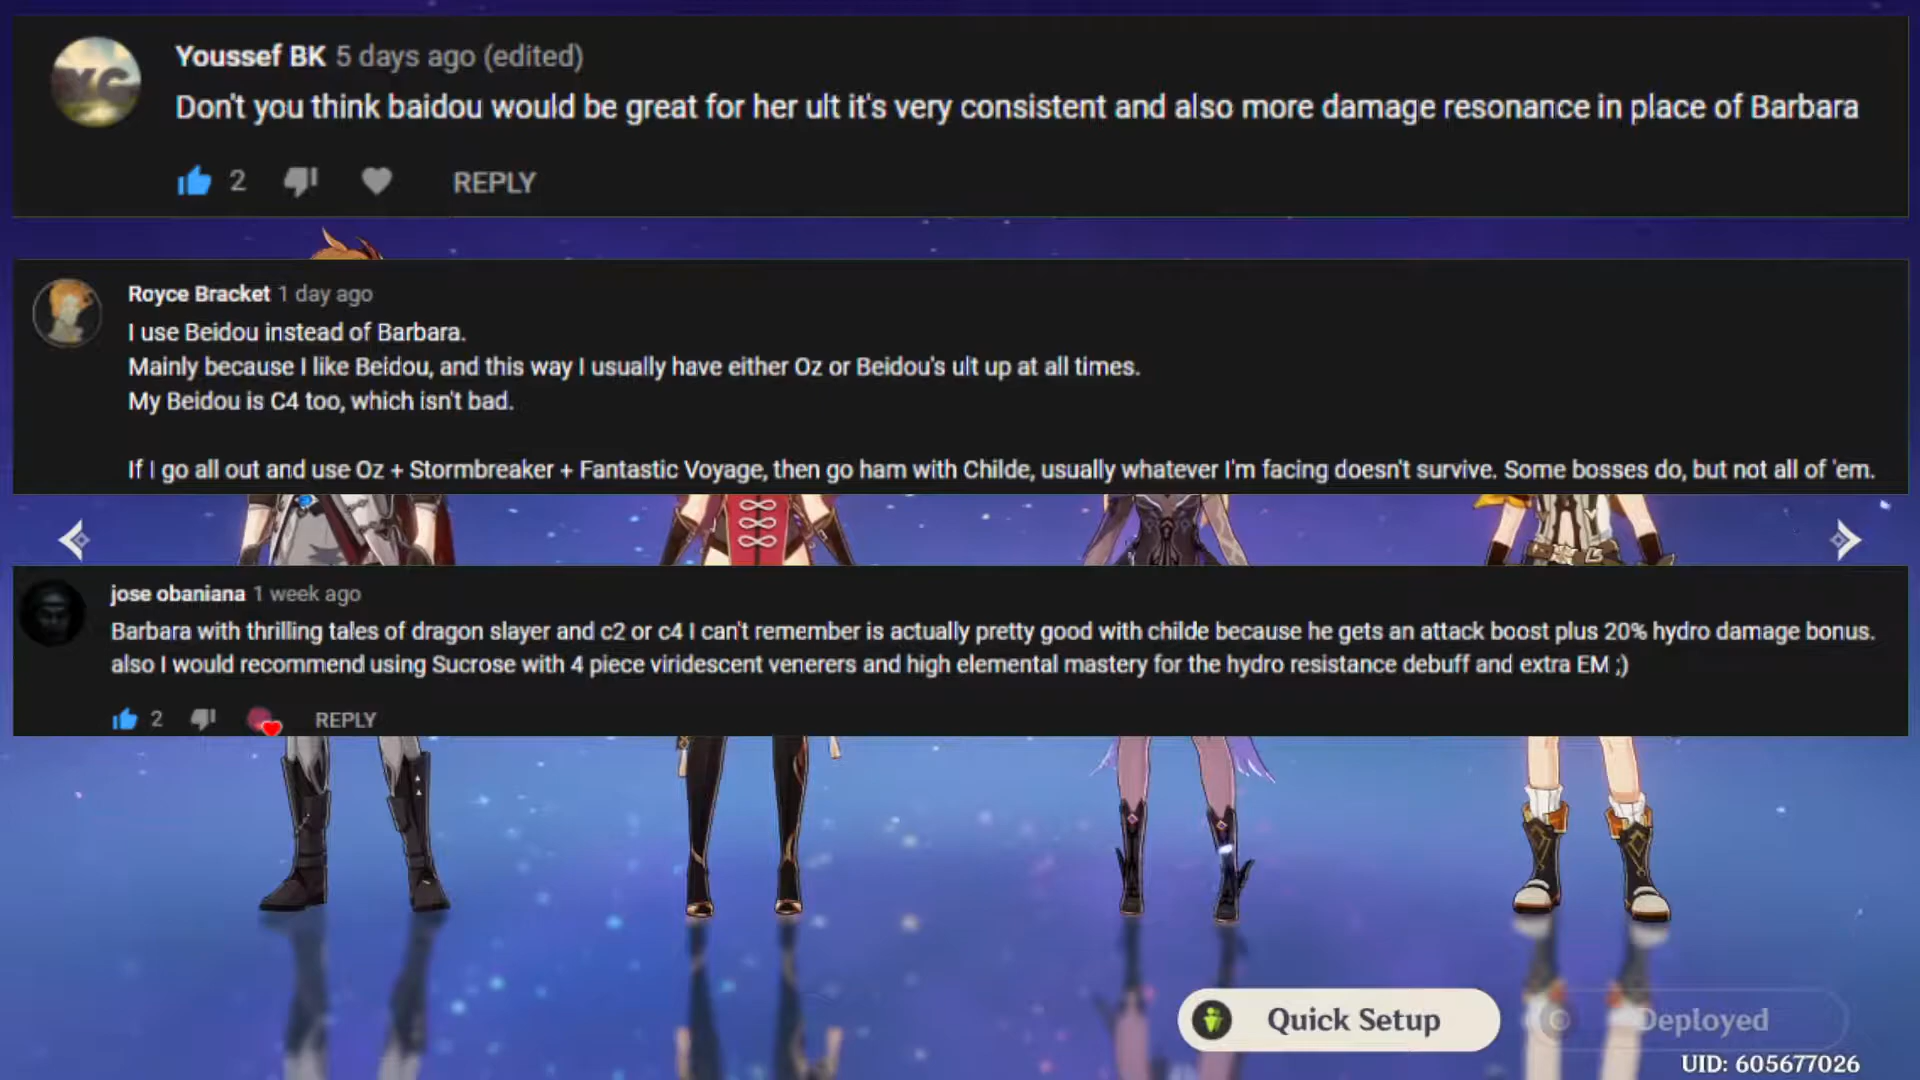 Youssef BK 5 days ago (edited)
Don't you think baidou would be great for her ult it's very consistent and also more damage resonance in place of Barbara
2 REPLY
Royce Bracket 1 day ago
I use Beidou instead of Barbara.
Mainly because I like Beidou, and this way I usually have either Oz or Beidou's ult up at all times.
My Beidou is C4 too, which isn't bad.
If I go all out and use Oz + Stormbreaker + Fantastic Voyage, then go ham with Childe, usually whatever I'm facing doesn't survive. Some bosses do, but not all of 'em.
jose obaniana 1 week ago
Barbara with thrilling tales of dragon slayer and c2 or c4 I can't remember is actually pretty good with childe because he gets an attack boost plus 20% hydro damage bonus.
also I would recommend using Sucrose with 4 piece viridescent venerers and high elemental mastery for the hydro resistance debuff and extra EM ;)
2 REPLY
Quick Setup
Deployed
UID: 605677026